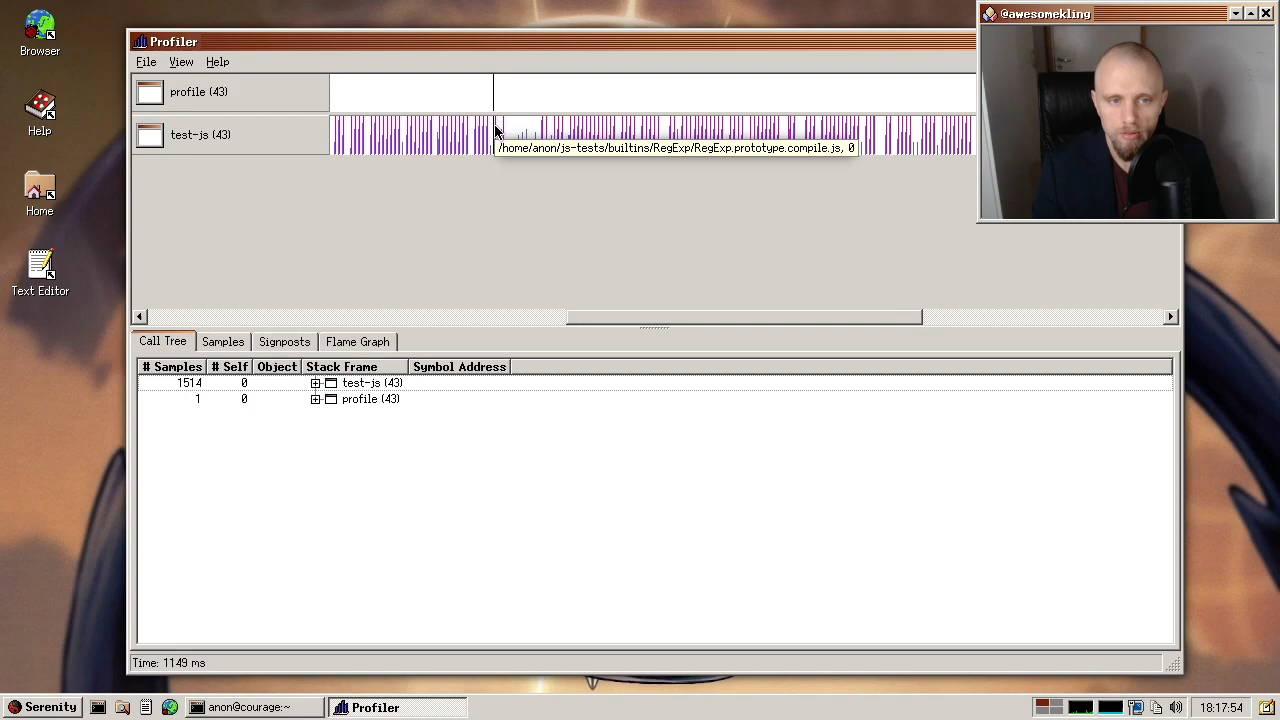 Browser
Help
Home
Text Editor
Profiler
File View Help
profile (43)
test-js (43)
/home/anon/js-tests/builtins/RegExp/RegExp.prototype.compile.js, 0
@awesomekling
Call Tree Samples Signposts Flame Graph
# Samples # Self Object Stack Frame Symbol Address
1514 0 test-js (43)
1 0 profile (43)
Time: 1149 ms
Serenity anon@courage:~ Profiler 18:17:54